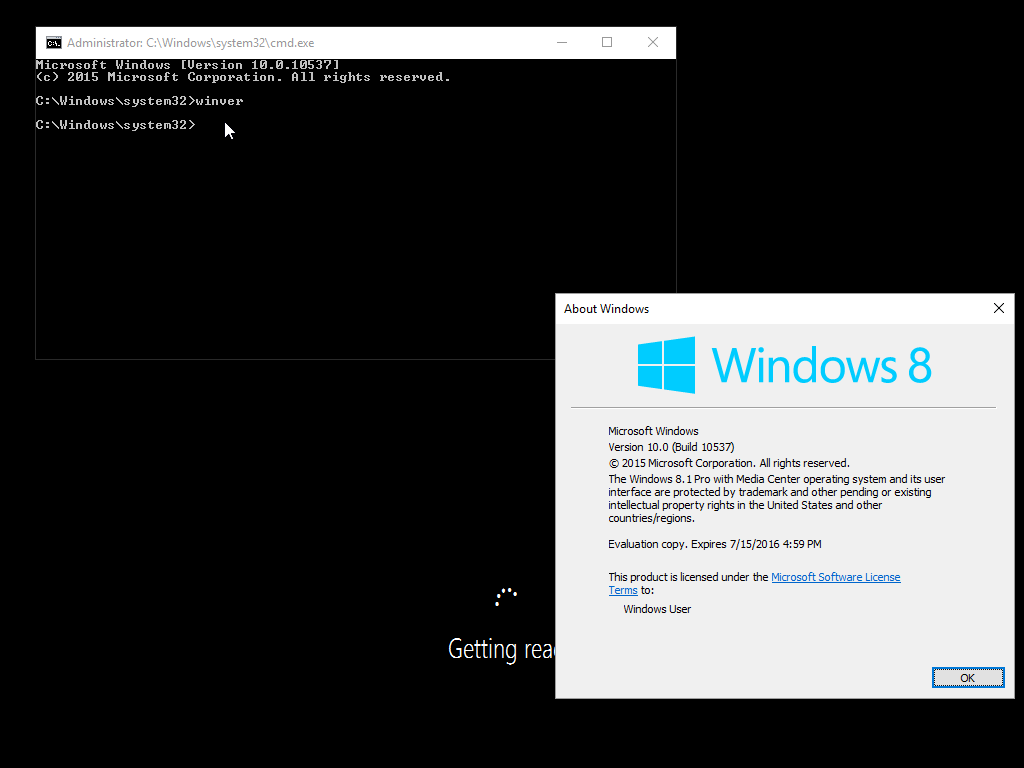 Administrator: C:\Windows\system32\cmd.exe
Microsoft Windows [Version 10.0.10537]
(c) 2015 Microsoft Corporation. All rights reserved.
C:\Windows\system32>winver
C:\Windows\system32>
About Windows
Windows 8
Microsoft Windows
Version 10.0 (Build 10537)
© 2015 Microsoft Corporation. All rights reserved.
The Windows 8.1 Pro with Media Center operating system and its user
interface are protected by trademark and other pending or existing
intellectual property rights in the United States and other
countries/regions.
Evaluation copy. Expires 7/15/2016 4:59 PM
This product is licensed under the Microsoft Software License
Terms to:
Windows User
OK
Getting rea